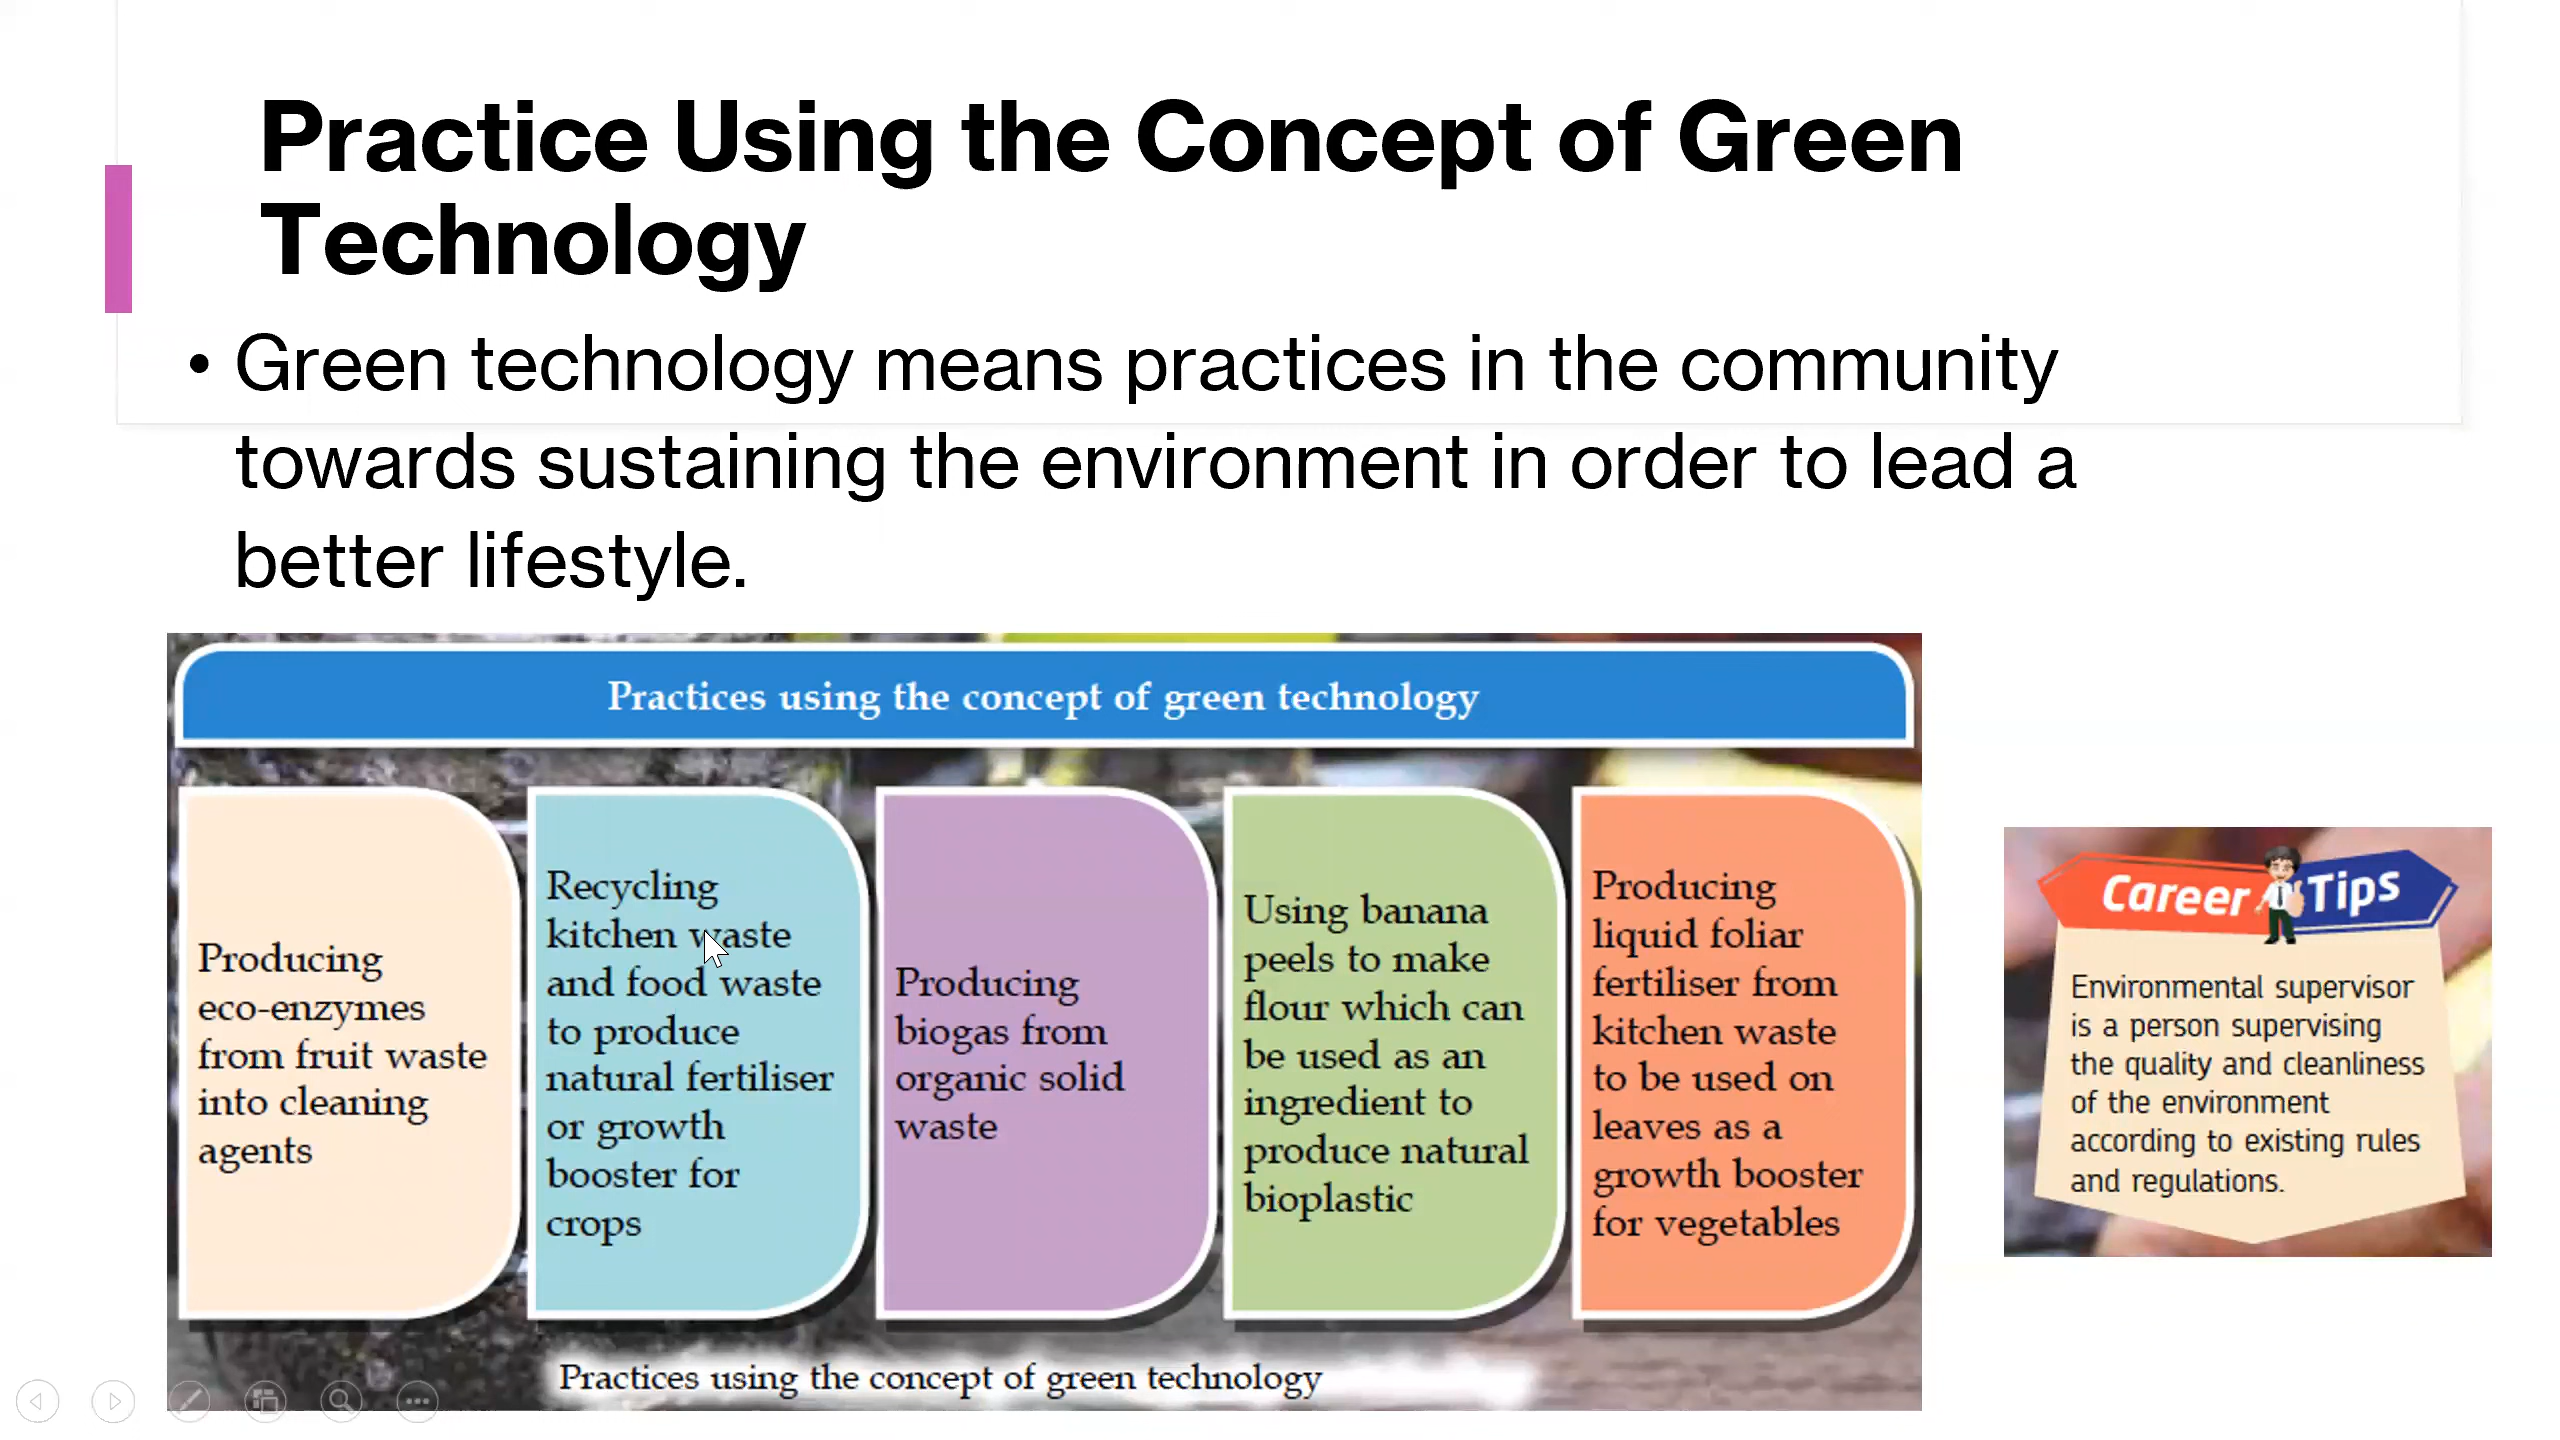 Practice Using the Concept of Green
Technology
• Green technology means practices in the community
towards sustaining the environment in order to lead a
better lifestyle.
Practices using the concept of green technology
Producing
eco-enzymes
from fruit waste
into cleaning
agents
Recycling
kitchen waste
and food waste
to produce
natural fertiliser
or growth
booster for
crops
Producing
biogas from
organic solid
waste
Using banana
peels to make
flour which can
be used as an
ingredient to
produce natural
bioplastic
Producing
liquid foliar
fertiliser from
kitchen waste
to be used on
leaves as a
growth booster
for vegetables
Practices using the concept of green technology
Career Tips
Environmental supervisor
is a person supervising
the quality and cleanliness
of the environment
according to existing rules
and regulations.